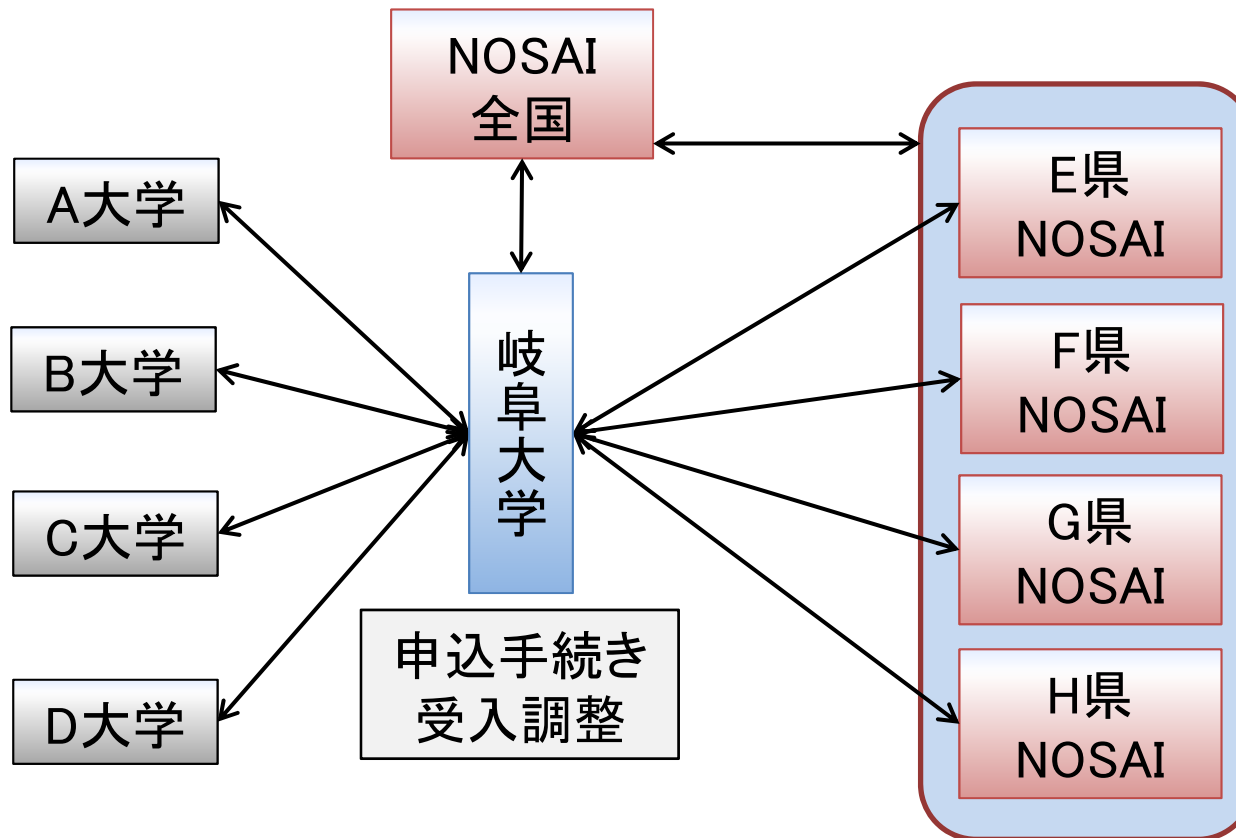 NOSAI
全国
A大学
B大学
C大学
D大学
岐阜大学
申込手続き
受入調整
E県
NOSAI
F県
NOSAI
G県
NOSAI
H県
NOSAI